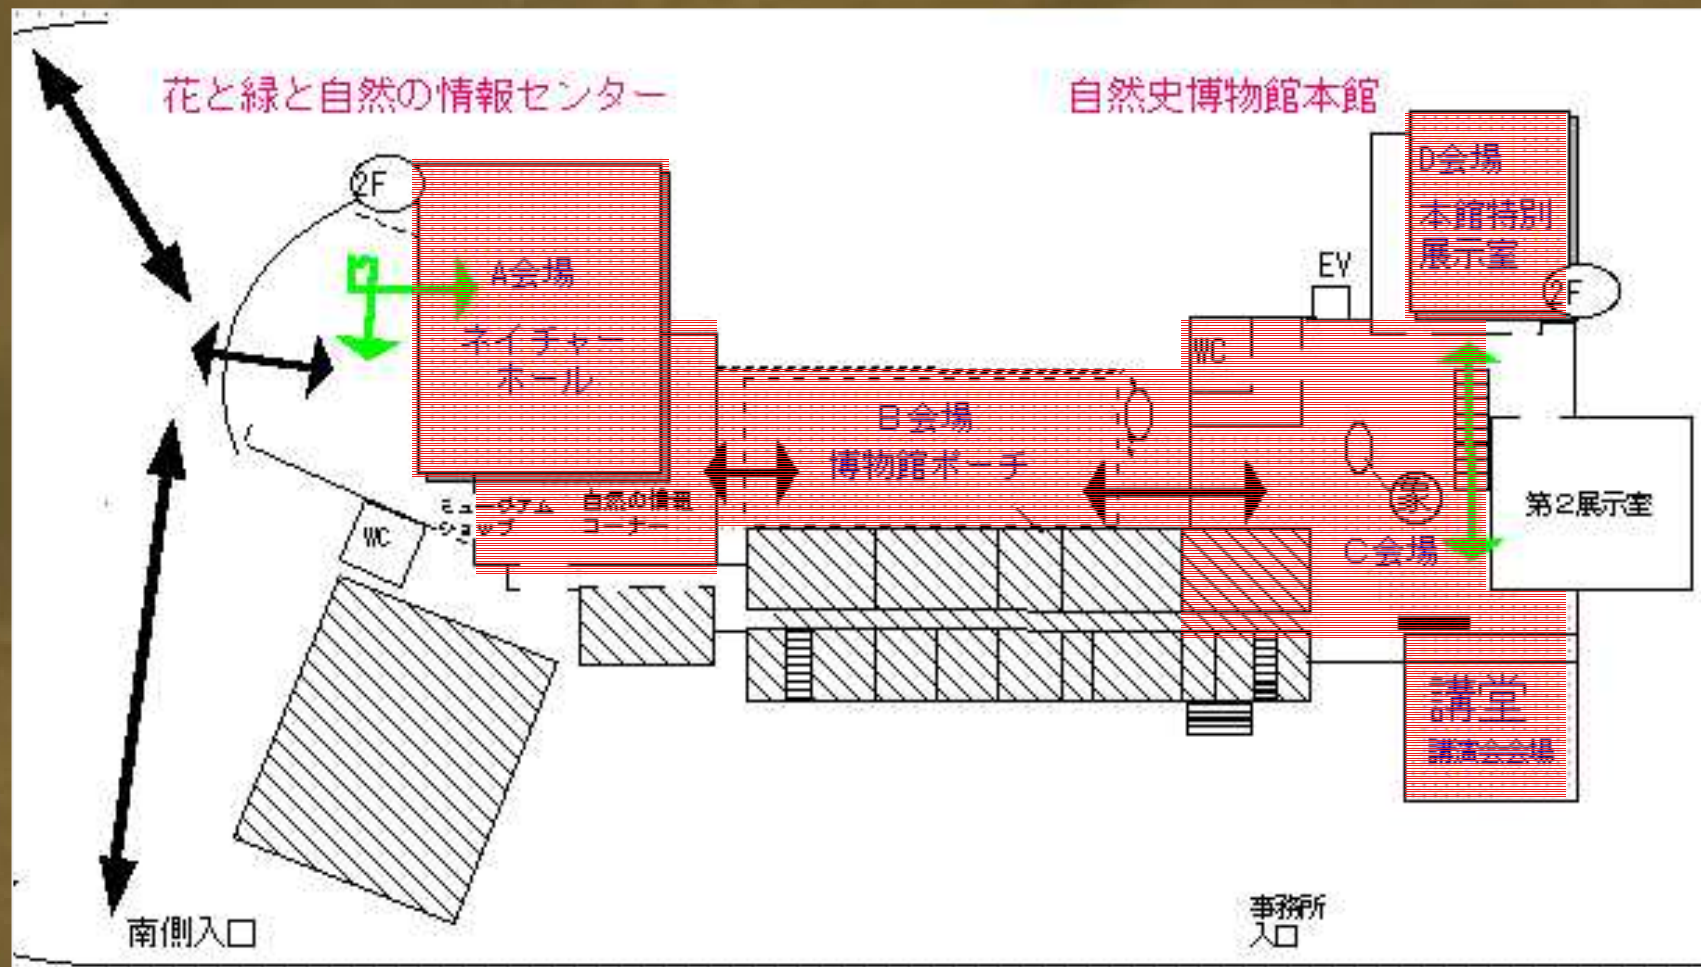 花と緑と自然の情報センター
自然史博物館本館
2F
A会場
ネイチャー
ホール
ミュージアム
ショップ
自然の情報
コーナー
WC
B会場
博物館ポーチ
WC
EV
D会場
本館特別
展示室
2F
第2展示室
C会場
講堂
講演会会場
南側入口
事務所
入口